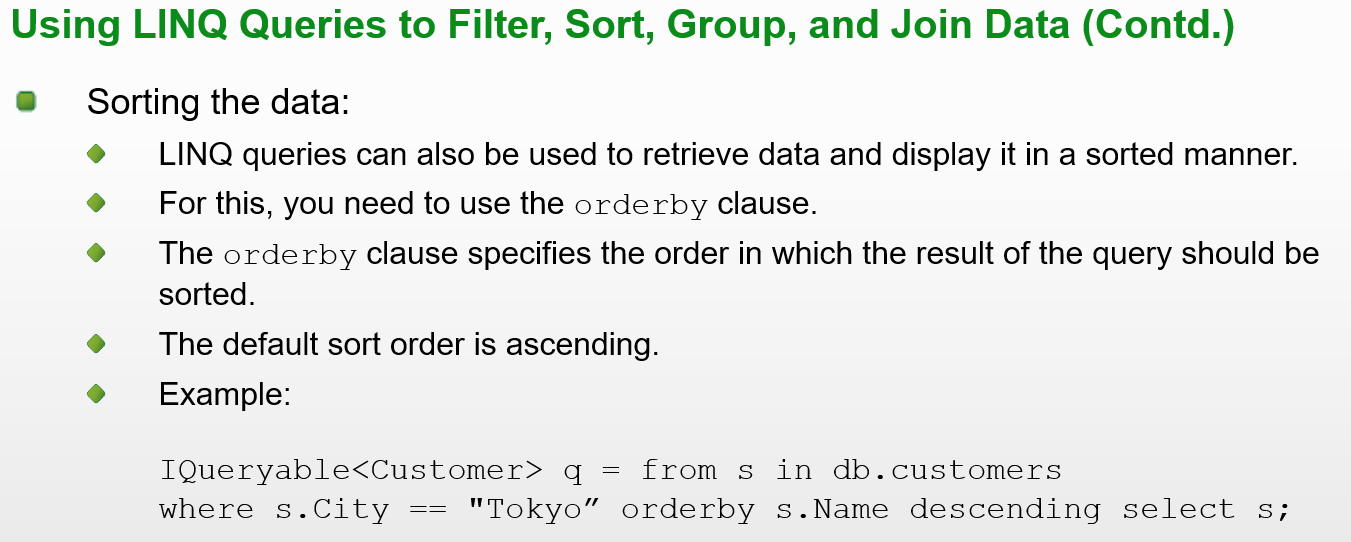 Using LINQ Queries to Filter, Sort, Group, and Join Data (Contd.)
Sorting the data:
LINQ queries can also be used to retrieve data and display it in a sorted manner.
For this, you need to use the orderby clause.
The orderby clause specifies the order in which the result of the query should be
sorted.
The default sort order is ascending.
Example:
IQueryable<Customer> q = from s in db.customers
where s.City == "Tokyo” orderby s.Name descending select s;